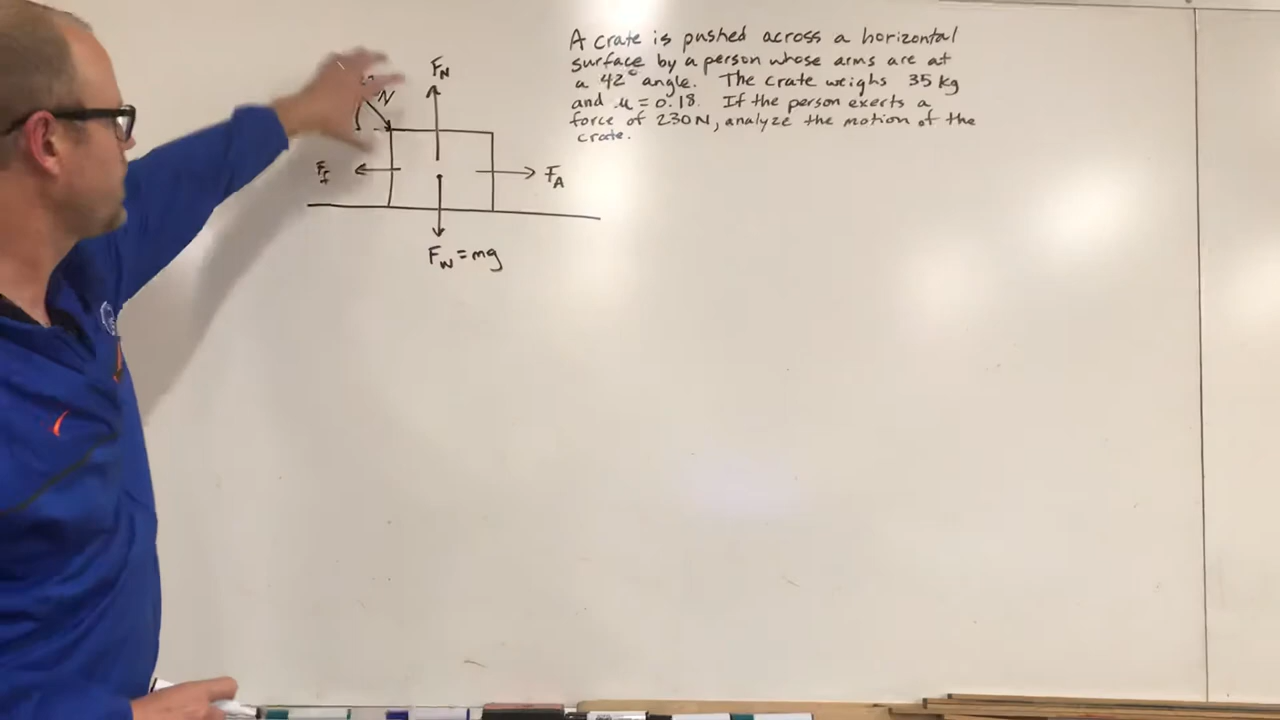 A crate is pushed across a horizontal
surface by a person whose arms are at
a 42° angle. The crate weighs 35 kg
and μ = 0.18. If the person exerts a
force of 230 N, analyze the motion of the
crate.
F_N
N
F_f
F_A
F_W = mg